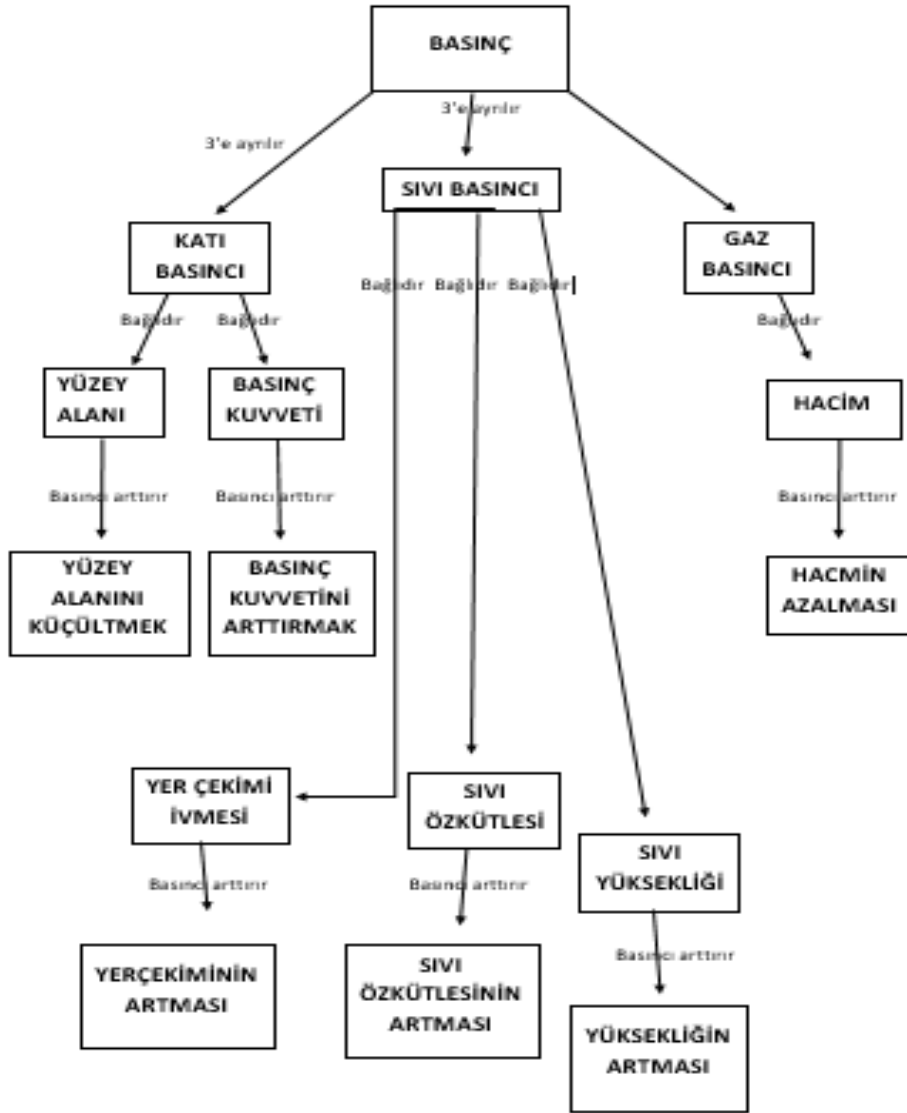 BASINÇ
3'e ayrılır
3'e ayrılır
SIVI BASINCI
KATI
BASINCI
GAZ
BASINCI
Bağlıdır
Bağlıdır
Bağlıdır
Bağlıdır
Bağlıdır
Bağlıdır
YÜZEY
ALANI
BASINÇ
KUVVETİ
HACİM
Basıncı arttırır
Basıncı arttırır
Basıncı arttırır
YÜZEY
ALANINI
KÜÇÜLTMEK
BASINÇ
KUVVETİNİ
ARTTIRMAK
HACMİN
AZALMASI
YER ÇEKİMİ
İVMESİ
SIVI
ÖZKÜTLESİ
SIVI
YÜKSEKLİĞİ
Basıncı arttırır
Basıncı arttırır
Basıncı arttırır
YERÇEKİMİNİN
ARTMASI
SIVI
ÖZKÜTLESİNİN
ARTMASI
YÜKSEKLİĞİN
ARTMASI